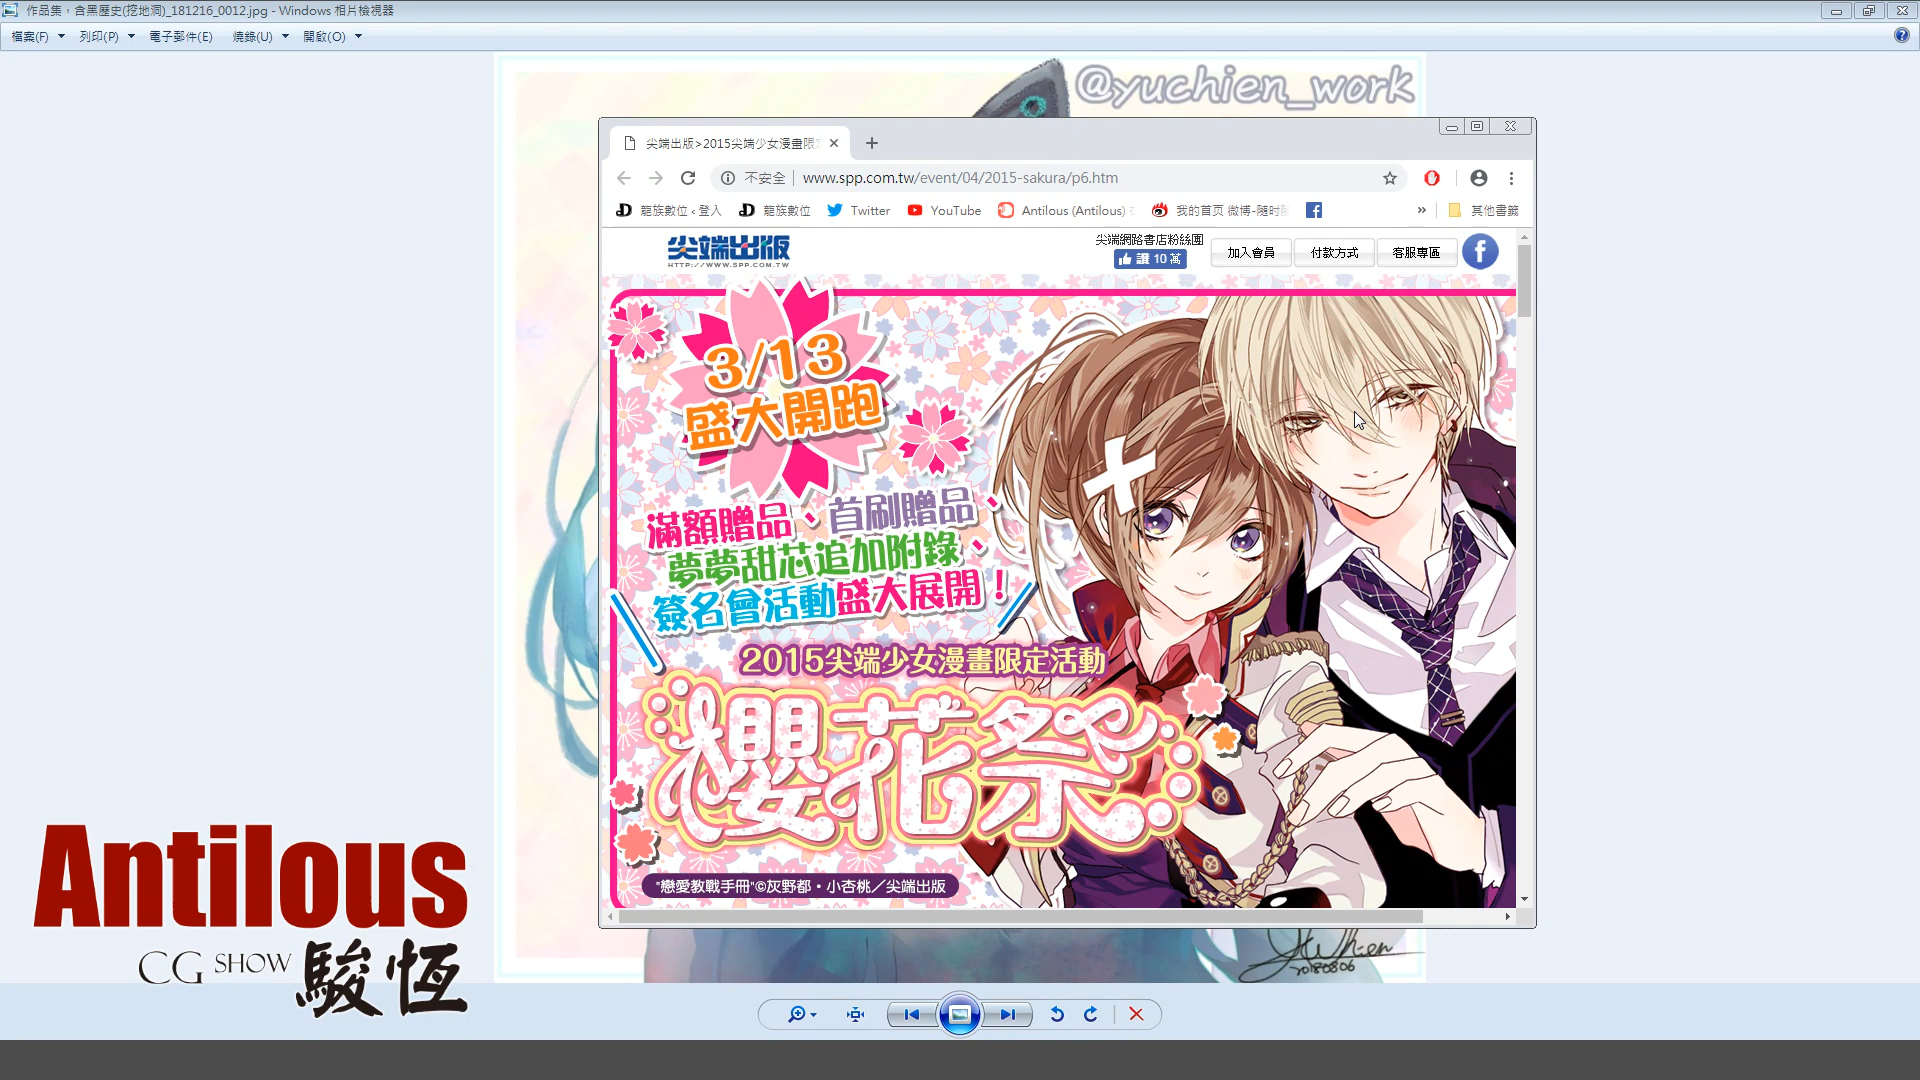 作品集，含黑歷史(挖地洞)_181216_0012.jpg - Windows 相片檢視器
檔案(F) 列印(P) 電子郵件(E) 燒錄(U) 開啟(O)
@yuchien_work
尖端出版>2015尖端少女漫畫限
不安全 www.spp.com.tw/event/04/2015-sakura/p6.htm
龍族數位 ‹ 登入 龍族數位 Twitter YouTube Antilous (Antilous) 我的首页 微博-随时 » 其他書籤
尖端出版
HTTP://WWW.SPP.COM.TW
尖端網路書店粉絲團
讚 10 萬
加入會員 付款方式 客服專區
3/13
盛大開跑
滿額贈品、首刷贈品、
夢夢甜芯追加附錄、
簽名會活動盛大展開！
2015尖端少女漫畫限定活動
櫻花祭
"戀愛教戰手冊"©灰野都・小杏桃／尖端出版
Antilous
CG SHOW 駿恆
20180806